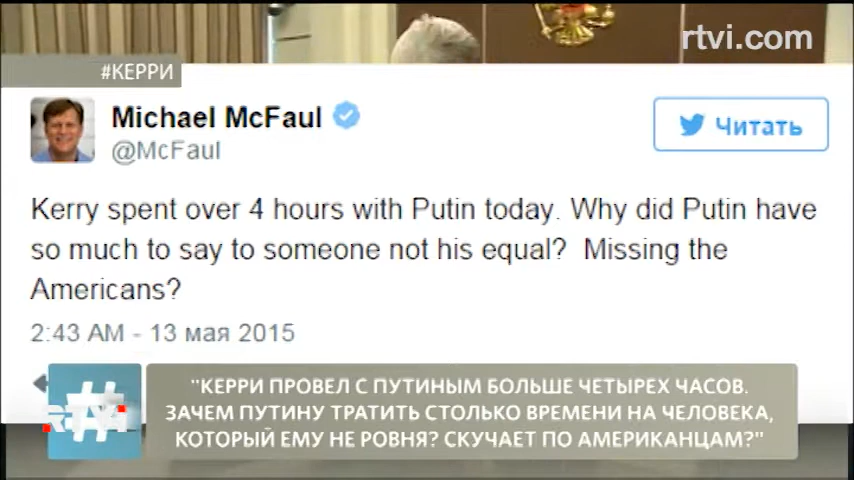 rtvi.com
#КЕРРИ
Michael McFaul
@McFaul
Читать
Kerry spent over 4 hours with Putin today. Why did Putin have
so much to say to someone not his equal?  Missing the
Americans?
2:43 AM - 13 мая 2015
"КЕРРИ ПРОВЕЛ С ПУТИНЫМ БОЛЬШЕ ЧЕТЫРЕХ ЧАСОВ.
ЗАЧЕМ ПУТИНУ ТРАТИТЬ СТОЛЬКО ВРЕМЕНИ НА ЧЕЛОВЕКА,
КОТОРЫЙ ЕМУ НЕ РОВНЯ? СКУЧАЕТ ПО АМЕРИКАНЦАМ?"
RTVi
#